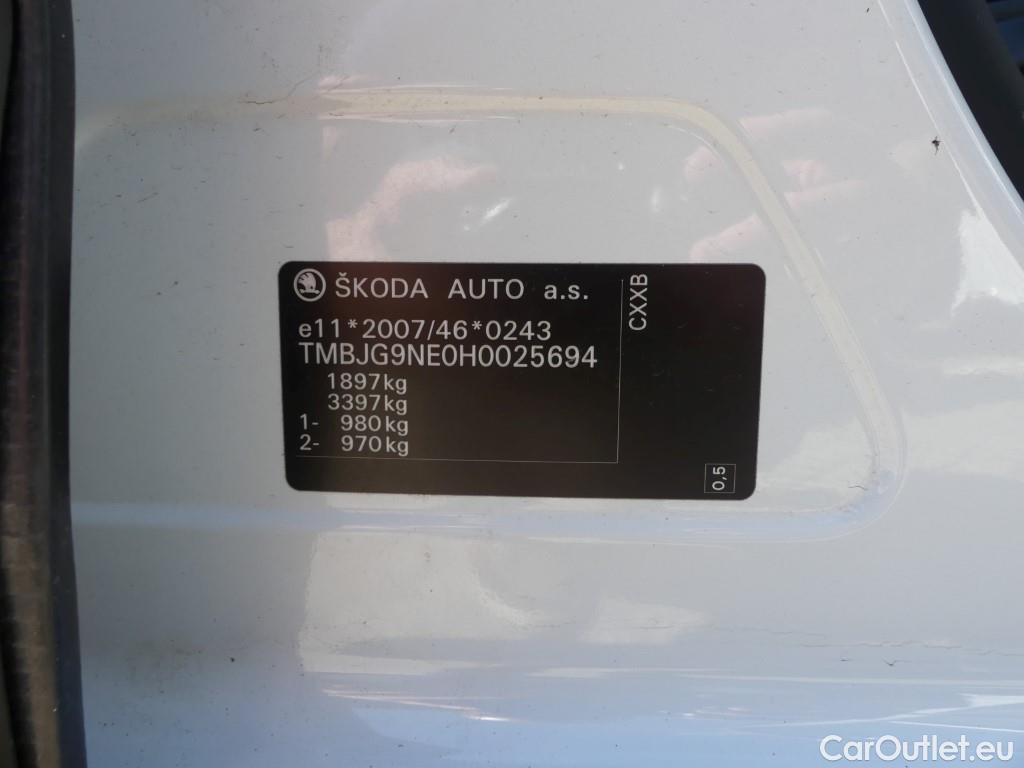 ŠKODA AUTO a.s.
e11*2007/46*0243
TMBJG9NE0H0025694
1897kg
3397kg
1- 980kg
2- 970kg
CXXB
0,5
CarOutlet.eu